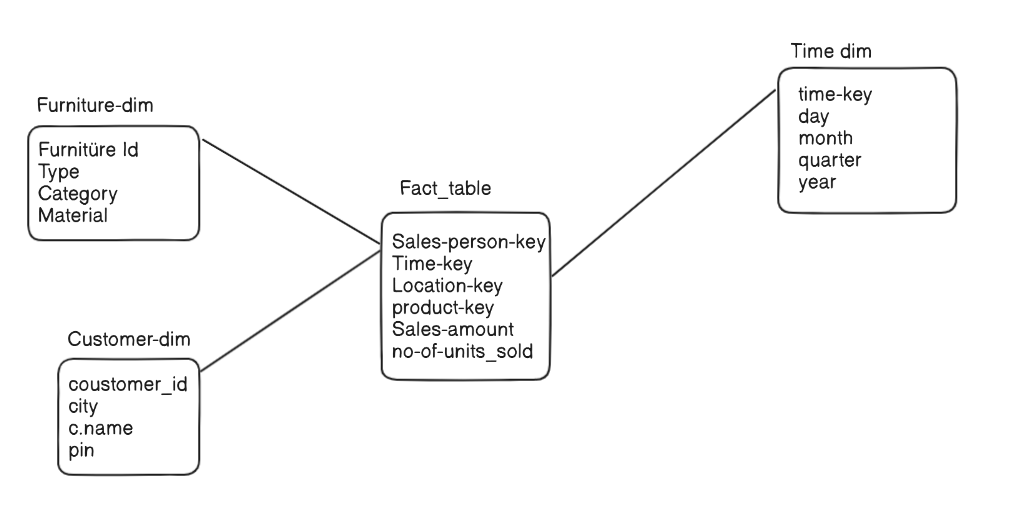 Furniture-dim
Furnitüre Id
Type
Category
Material
Customer-dim
coustomer_id
city
c.name
pin
Fact_table
Sales-person-key
Time-key
Location-key
product-key
Sales-amount
no-of-units_sold
Time dim
time-key
day
month
quarter
year